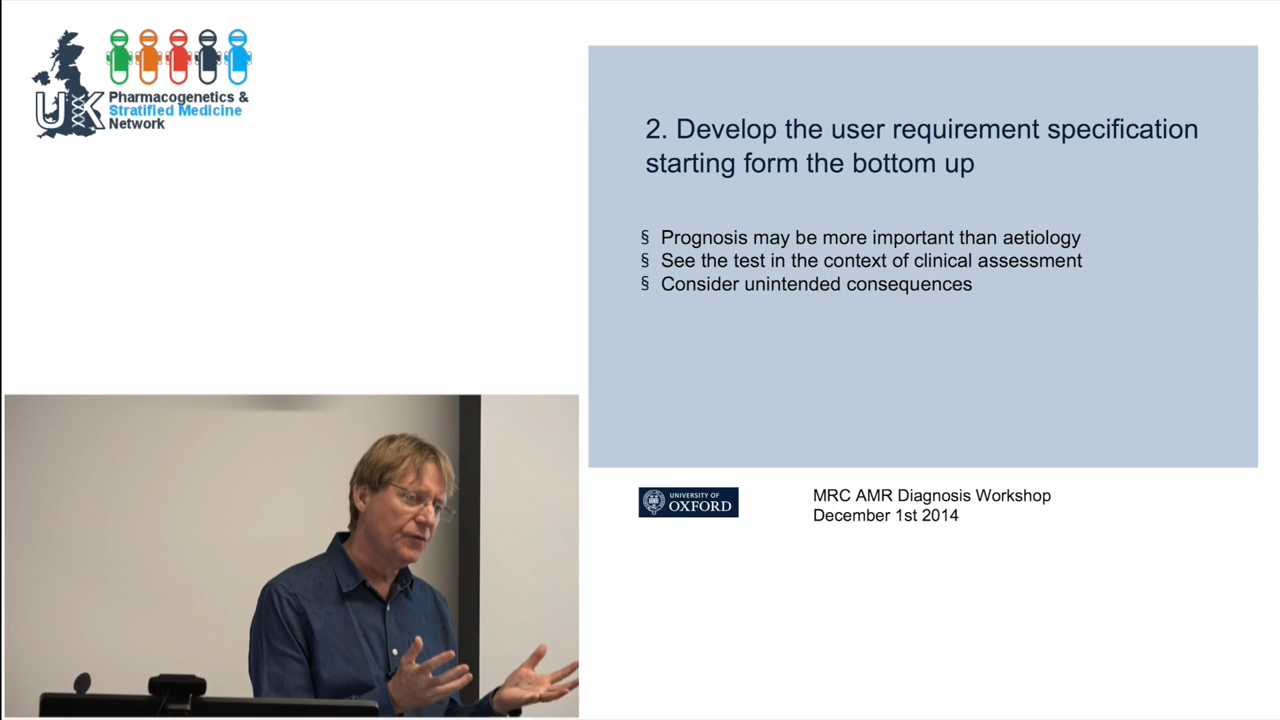 UK
Pharmacogenetics &
Stratified Medicine
Network
2. Develop the user requirement specification
starting form the bottom up
§ Prognosis may be more important than aetiology
§ See the test in the context of clinical assessment
§ Consider unintended consequences
UNIVERSITY OF
OXFORD
MRC AMR Diagnosis Workshop
December 1st 2014